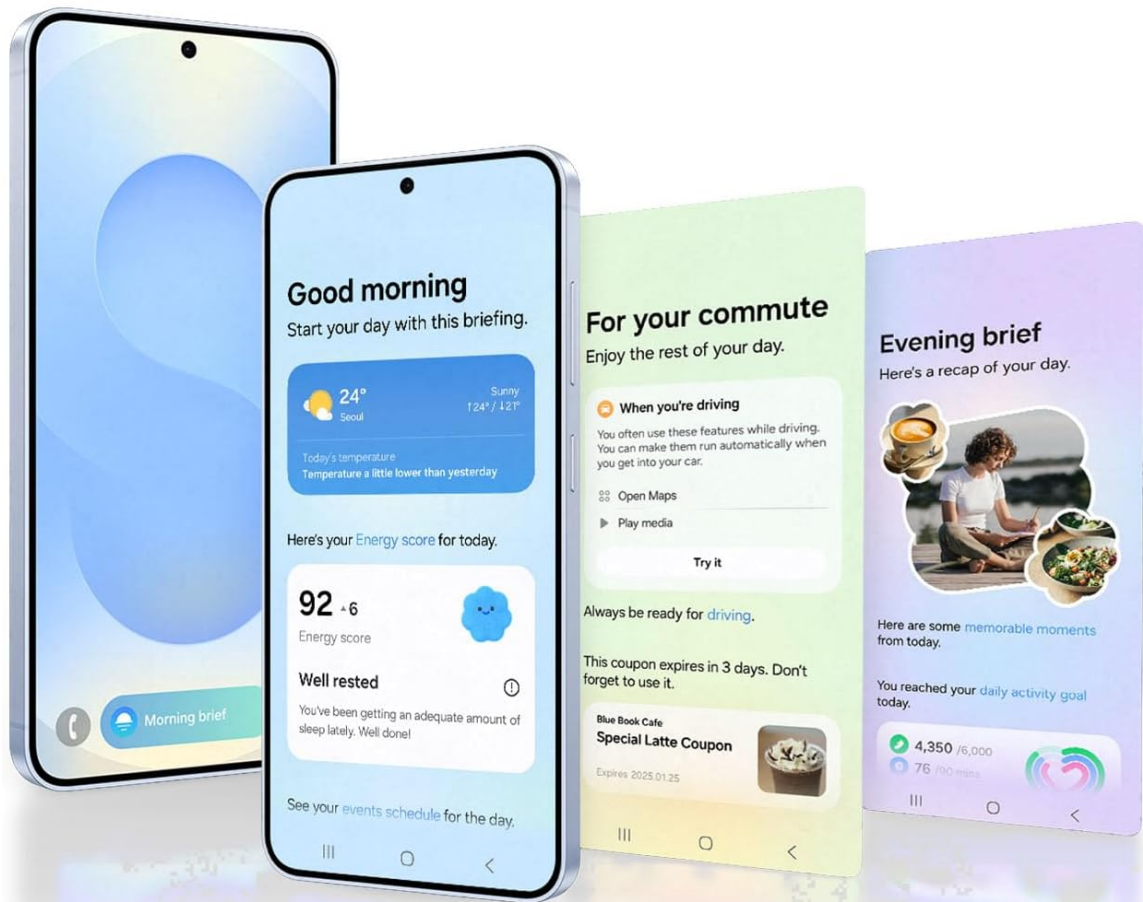 Morning brief
Good morning
Start your day with this briefing.
24°
Seoul
Sunny
↑24° / ↓21°
Today's temperature
Temperature a little lower than yesterday
Here's your Energy score for today.
92 ▲6
Energy score
Well rested
You've been getting an adequate amount of
sleep lately. Well done!
See your events schedule for the day.
For your commute
Enjoy the rest of your day.
When you're driving
You often use these features while driving.
You can make them run automatically when
you get into your car.
Open Maps
Play media
Try it
Always be ready for driving.
This coupon expires in 3 days. Don't
forget to use it.
Blue Book Cafe
Special Latte Coupon
Expires 2025.01.25
Evening brief
Here's a recap of your day.
Here are some memorable moments
from today.
You reached your daily activity goal
today.
4,350 /6,000
76 /90 mins